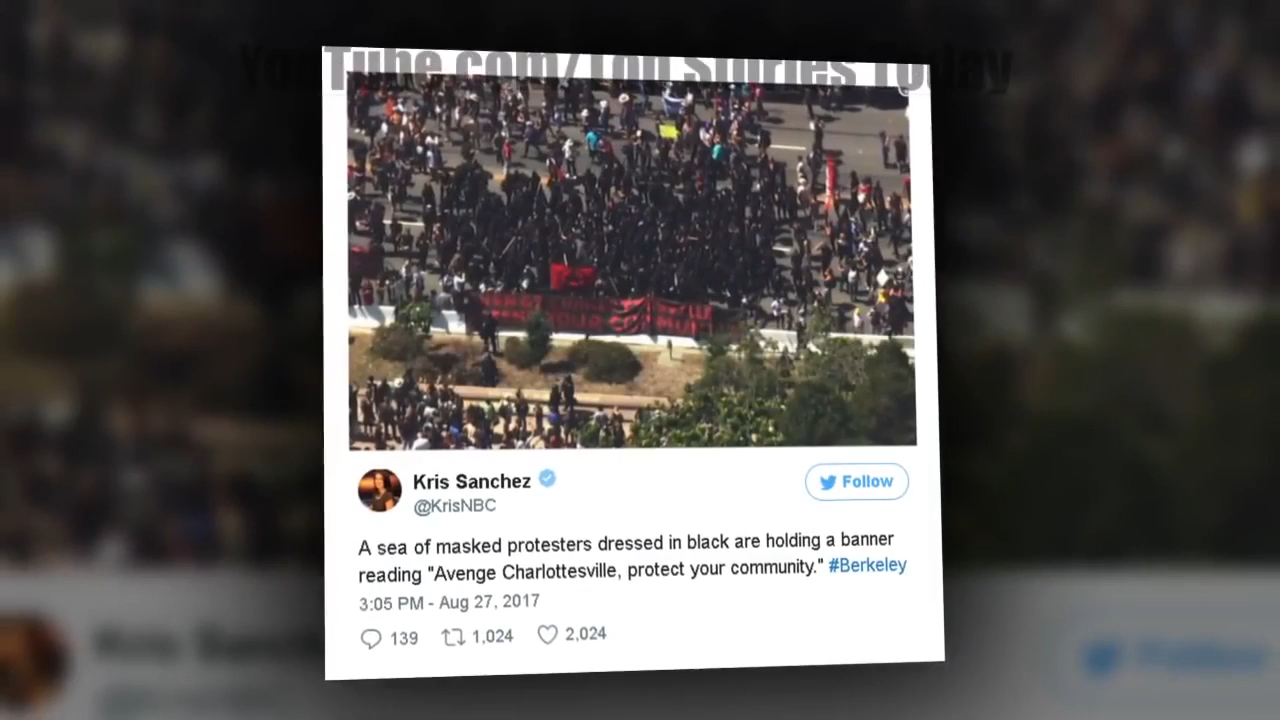 YouTube.com/Top Stories Today
Kris Sanchez
@KrisNBC
Follow
A sea of masked protesters dressed in black are holding a banner
reading "Avenge Charlottesville, protect your community." #Berkeley
3:05 PM - Aug 27, 2017
139 1,024 2,024